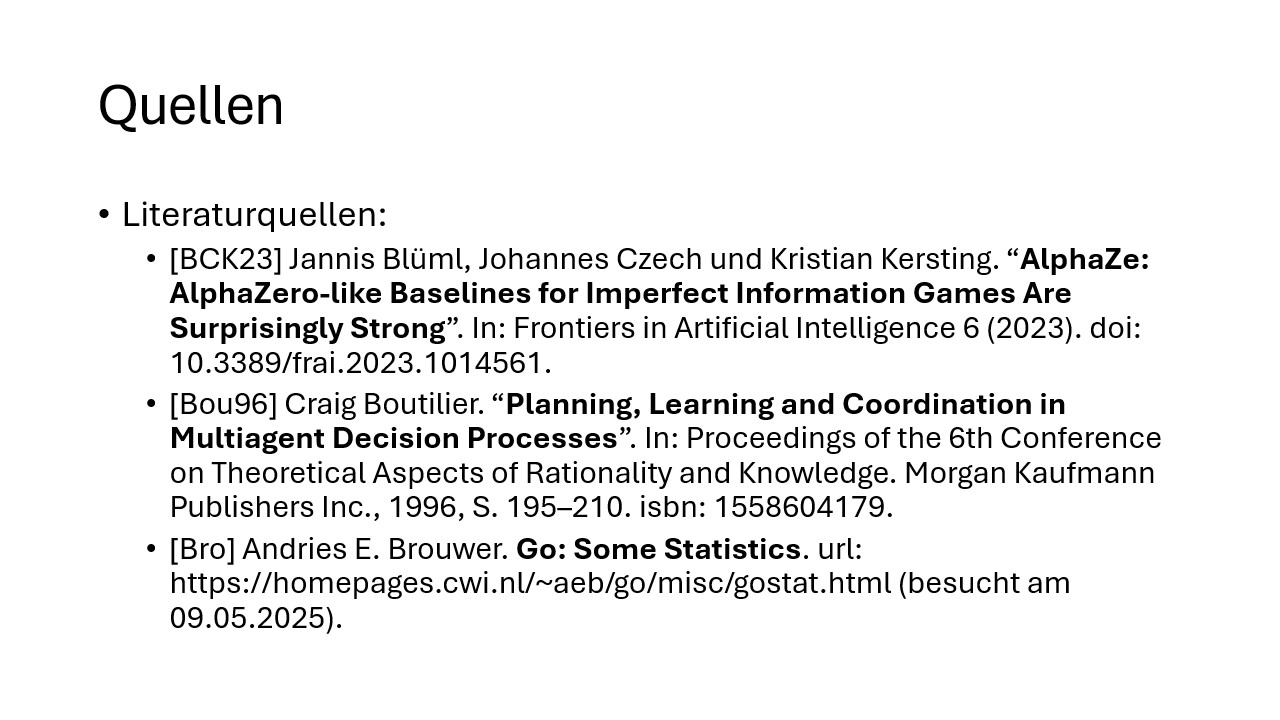 Quellen
• Literaturquellen:
• [BCK23] Jannis Blüml, Johannes Czech und Kristian Kersting. “AlphaZe:
AlphaZero-like Baselines for Imperfect Information Games Are
Surprisingly Strong”. In: Frontiers in Artificial Intelligence 6 (2023). doi:
10.3389/frai.2023.1014561.
• [Bou96] Craig Boutilier. “Planning, Learning and Coordination in
Multiagent Decision Processes”. In: Proceedings of the 6th Conference
on Theoretical Aspects of Rationality and Knowledge. Morgan Kaufmann
Publishers Inc., 1996, S. 195–210. isbn: 1558604179.
• [Bro] Andries E. Brouwer. Go: Some Statistics. url:
https://homepages.cwi.nl/~aeb/go/misc/gostat.html (besucht am
09.05.2025).